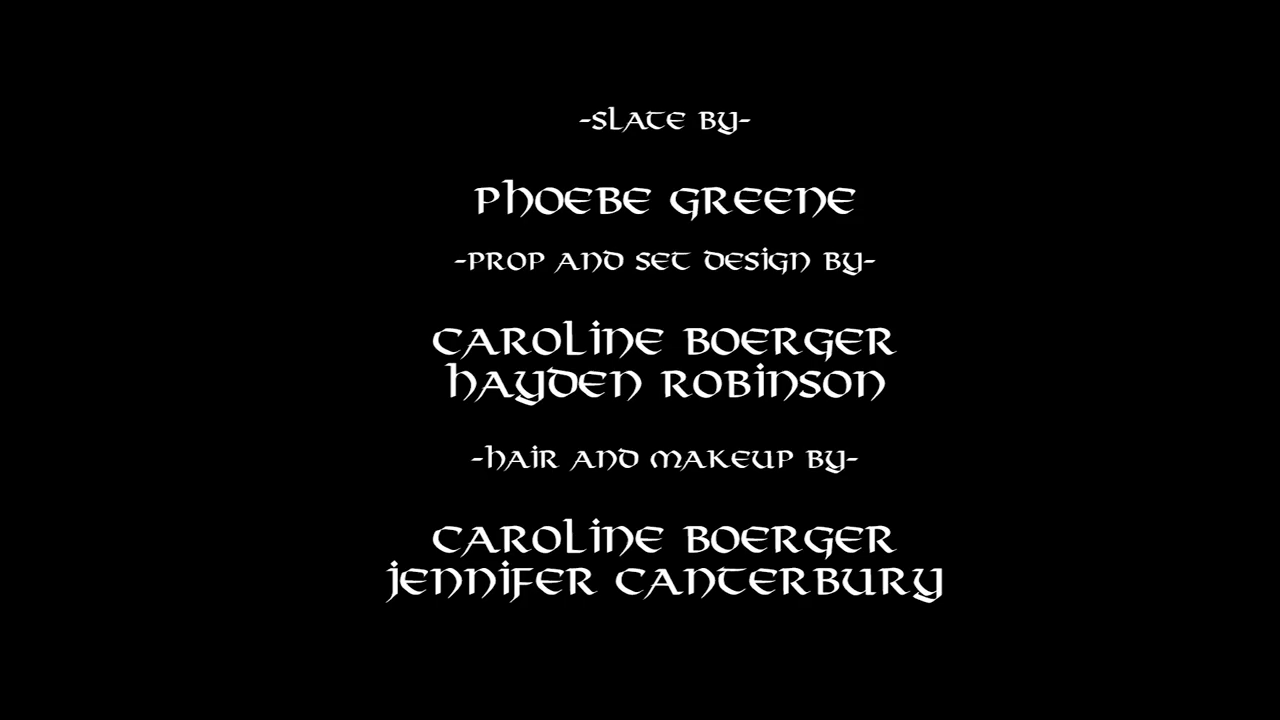 -slate by-
Phoebe Greene
-prop and set design by-
Caroline Boerger
Hayden Robinson
-hair and makeup by-
Caroline Boerger
Jennifer Canterbury